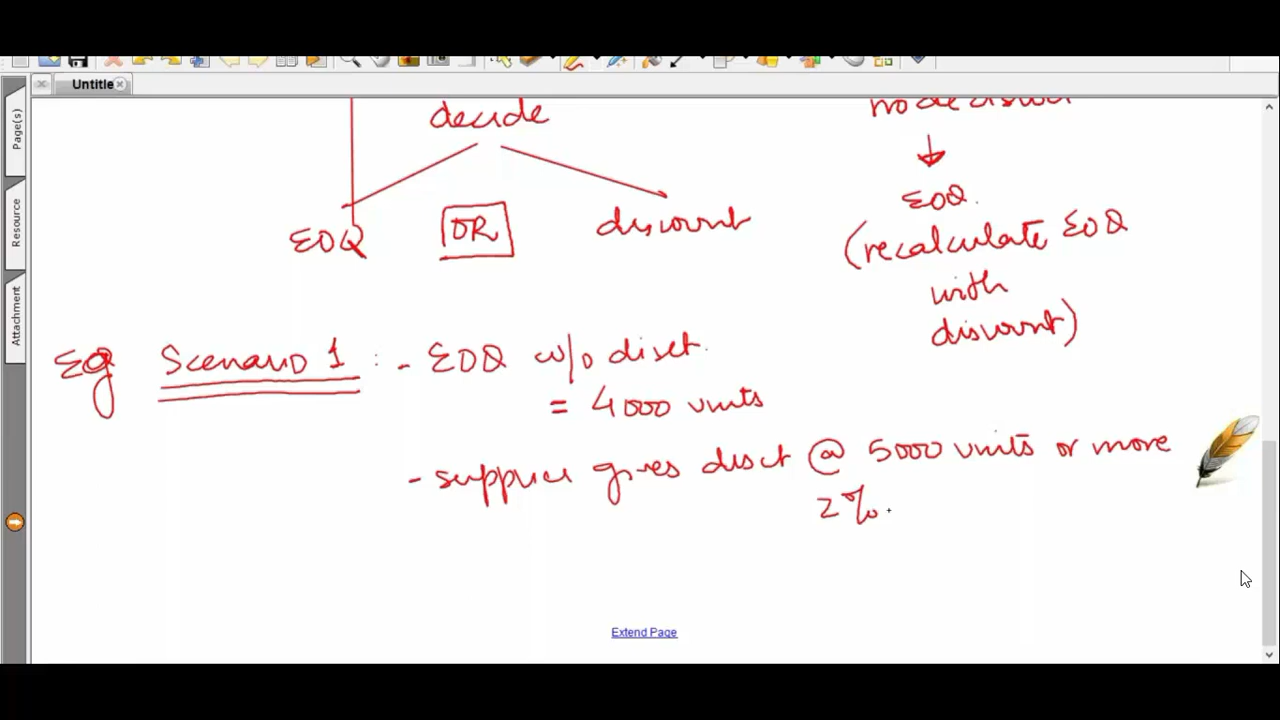 Untitle
Page(s)
Resource
Attachment
decide
EOQ OR discount
EOQ.
(recalculate EOQ
with
discount)
Eg Scenario 1 : - EOQ w/o disct.
= 4000 units
- supplier gives disct @ 5000 units or more
2%.
Extend Page